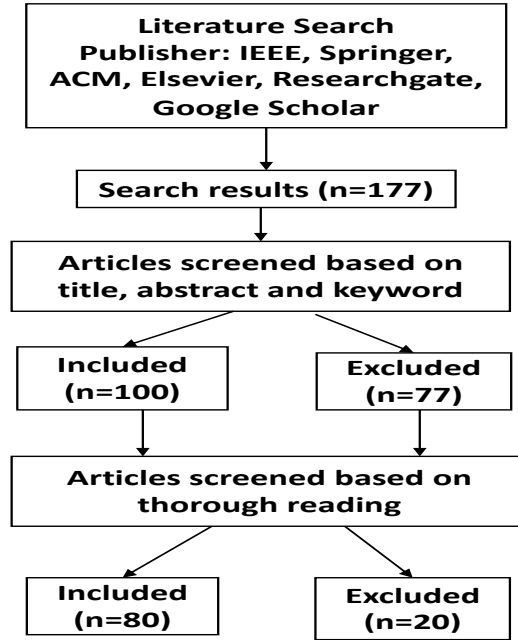 Literature Search
Publisher: IEEE, Springer,
ACM, Elsevier, Researchgate,
Google Scholar
Search results (n=177)
Articles screened based on
title, abstract and keyword
Included
(n=100)
Excluded
(n=77)
Articles screened based on
thorough reading
Included
(n=80)
Excluded
(n=20)